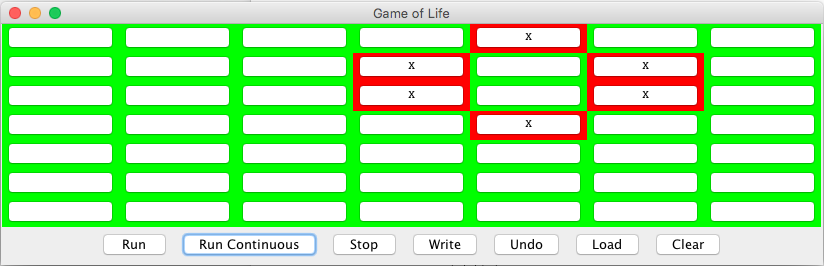 Game of Life
x
x x
x x
x
Run Run Continuous Stop Write Undo Load Clear